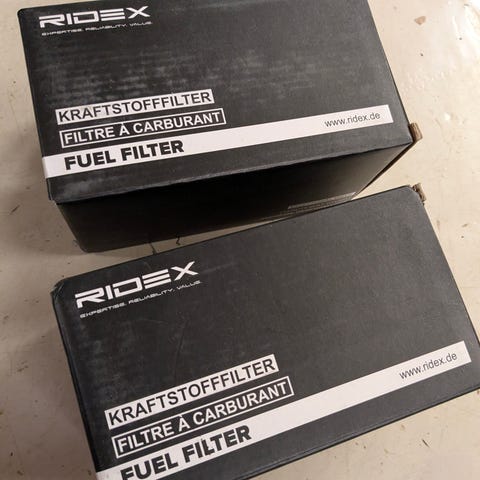 RIDEX
EXPERTISE. RELIABILITY. VALUE.
KRAFTSTOFFFILTER
FILTRE À CARBURANT
www.ridex.de
FUEL FILTER
RIDEX
EXPERTISE. RELIABILITY. VALUE.
KRAFTSTOFFFILTER
www.ridex.de
FILTRE À CARBURANT
FUEL FILTER